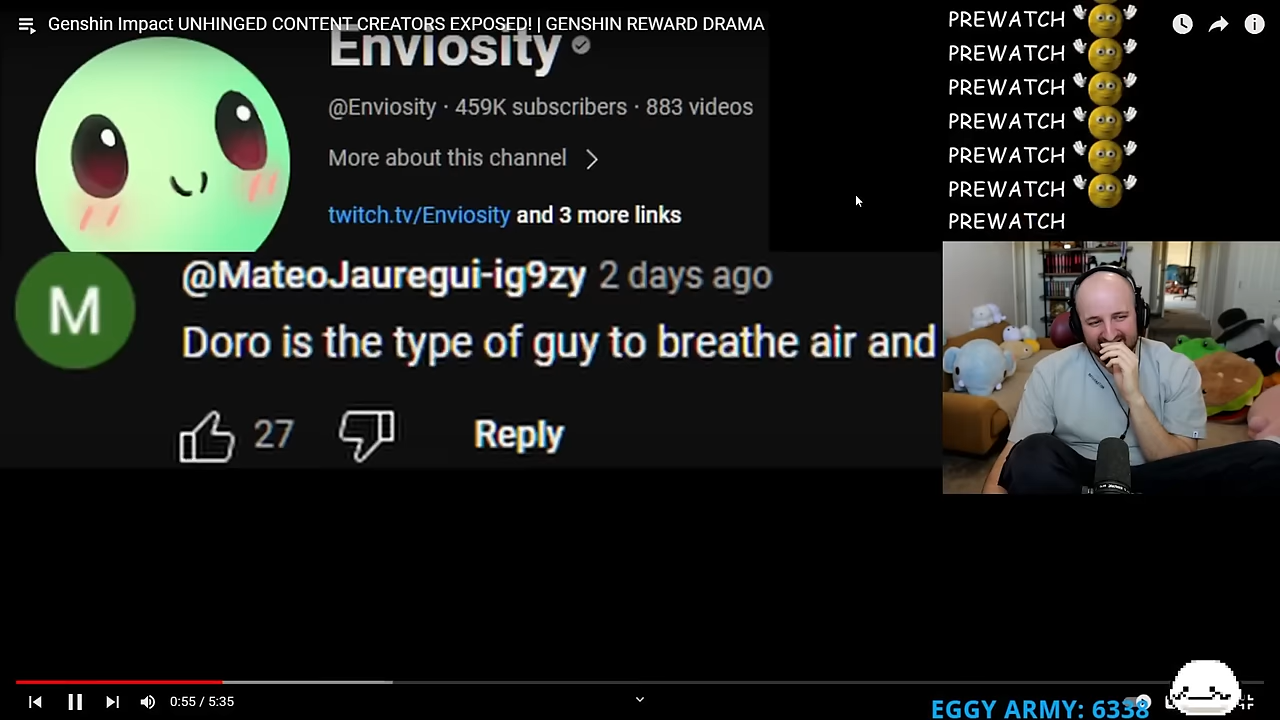 Genshin Impact UNHINGED CONTENT CREATORS EXPOSED! | GENSHIN REWARD DRAMA
Enviosity
@Enviosity · 459K subscribers · 883 videos
More about this channel
twitch.tv/Enviosity and 3 more links
M
@MateoJauregui-ig9zy 2 days ago
Doro is the type of guy to breathe air and
27
Reply
PREWATCH
PREWATCH
PREWATCH
PREWATCH
PREWATCH
PREWATCH
PREWATCH
0:55 / 5:35
EGGY ARMY: 6338